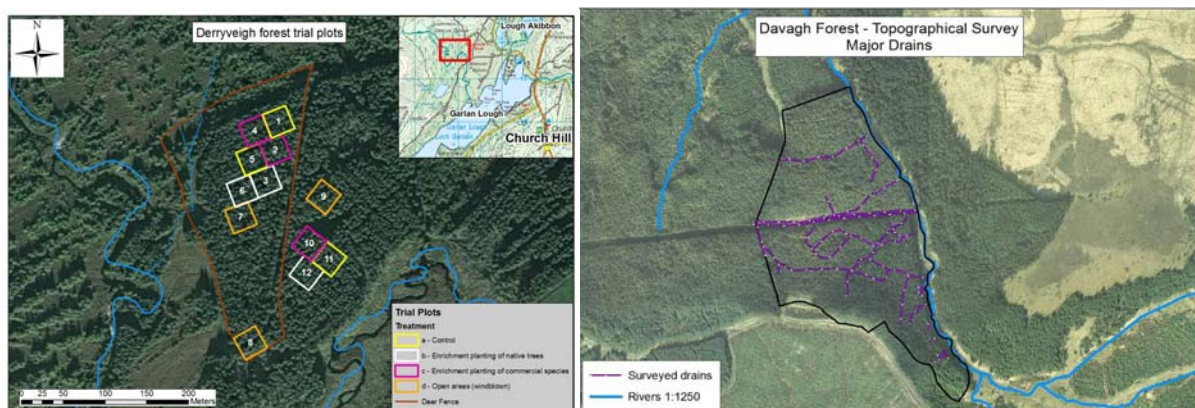 Derryveigh forest trial plots
N
Lough Akibbon
Garlan Lough
Church Hill
1
4
2
5
3
6
7
9
10
11
12
8
Trial Plots
Treatment
a - Control
b - Enrichment planting of native trees
c - Enrichment planting of commercial species
d - Open areas (windblown)
Deer Fence
0 25 50 100 150 200
Meters
Davagh Forest - Topographical Survey
Major Drains
Surveyed drains
Rivers 1:1250